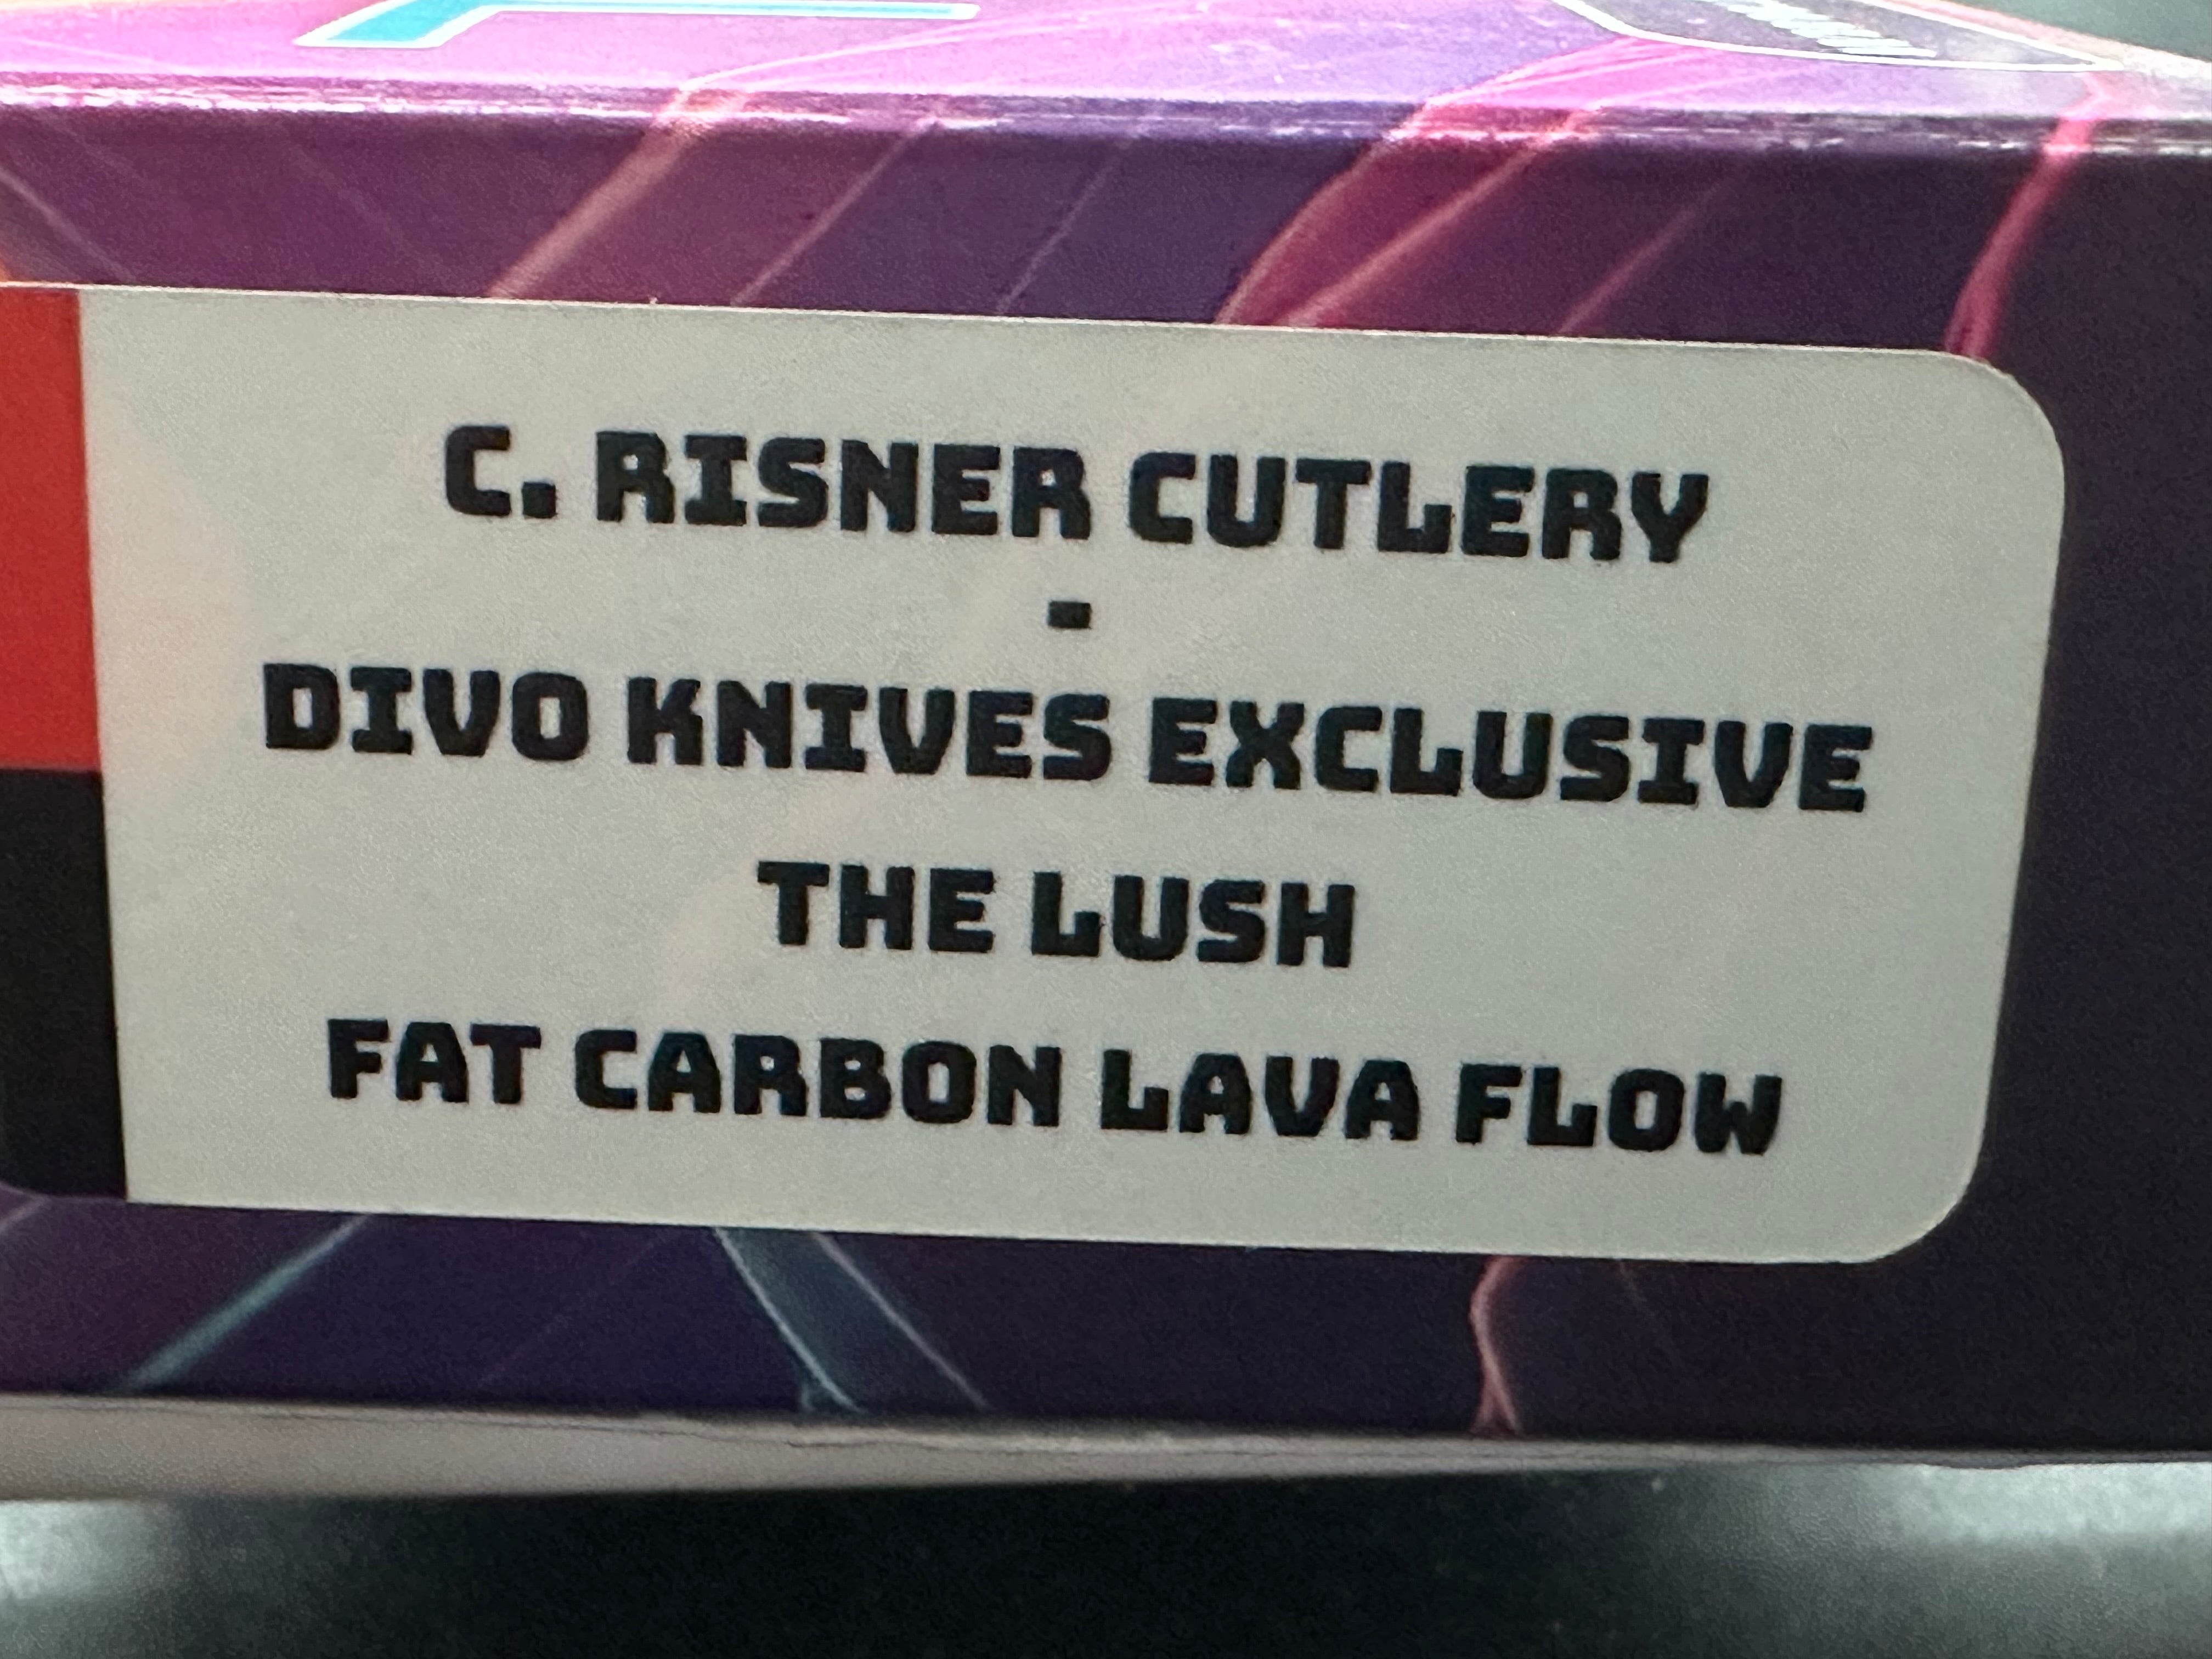 C. RISNER CUTLERY
-
DIVO KNIVES EXCLUSIVE
THE LUSH
FAT CARBON LAVA FLOW